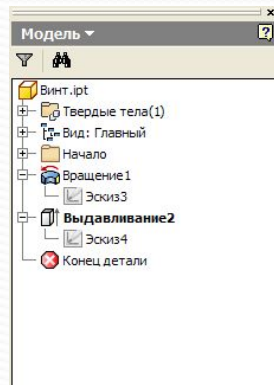 Модель
Винт.ipt
Твердые тела(1)
Вид: Главный
Начало
Вращение1
Эскиз3
Выдавливание2
Эскиз4
Конец детали